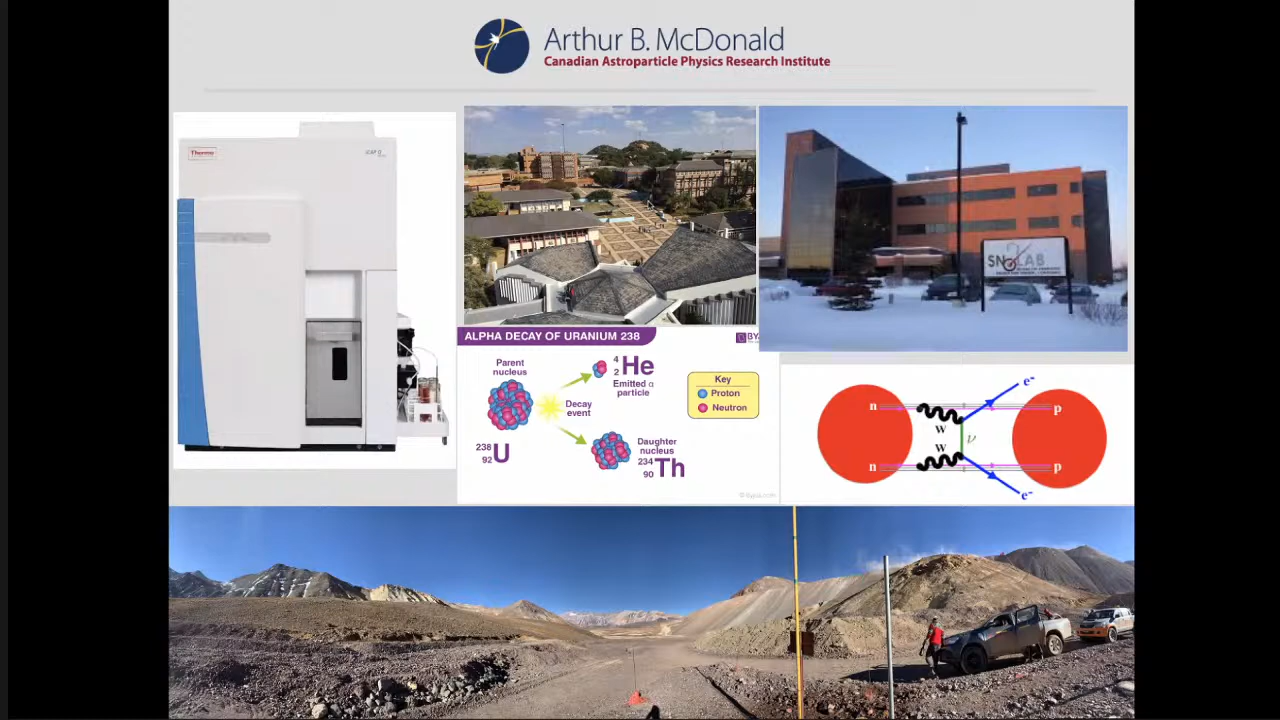 Arthur B. McDonald
Canadian Astroparticle Physics Research Institute
Thermo
SNOLAB
ALPHA DECAY OF URANIUM 238
Parent
nucleus
4
2 He
Emitted α
particle
Decay
event
Key
Proton
Neutron
238
92 U
Daughter
nucleus
234
90 Th
n
W
e-
p
ν
n
W
e-
p